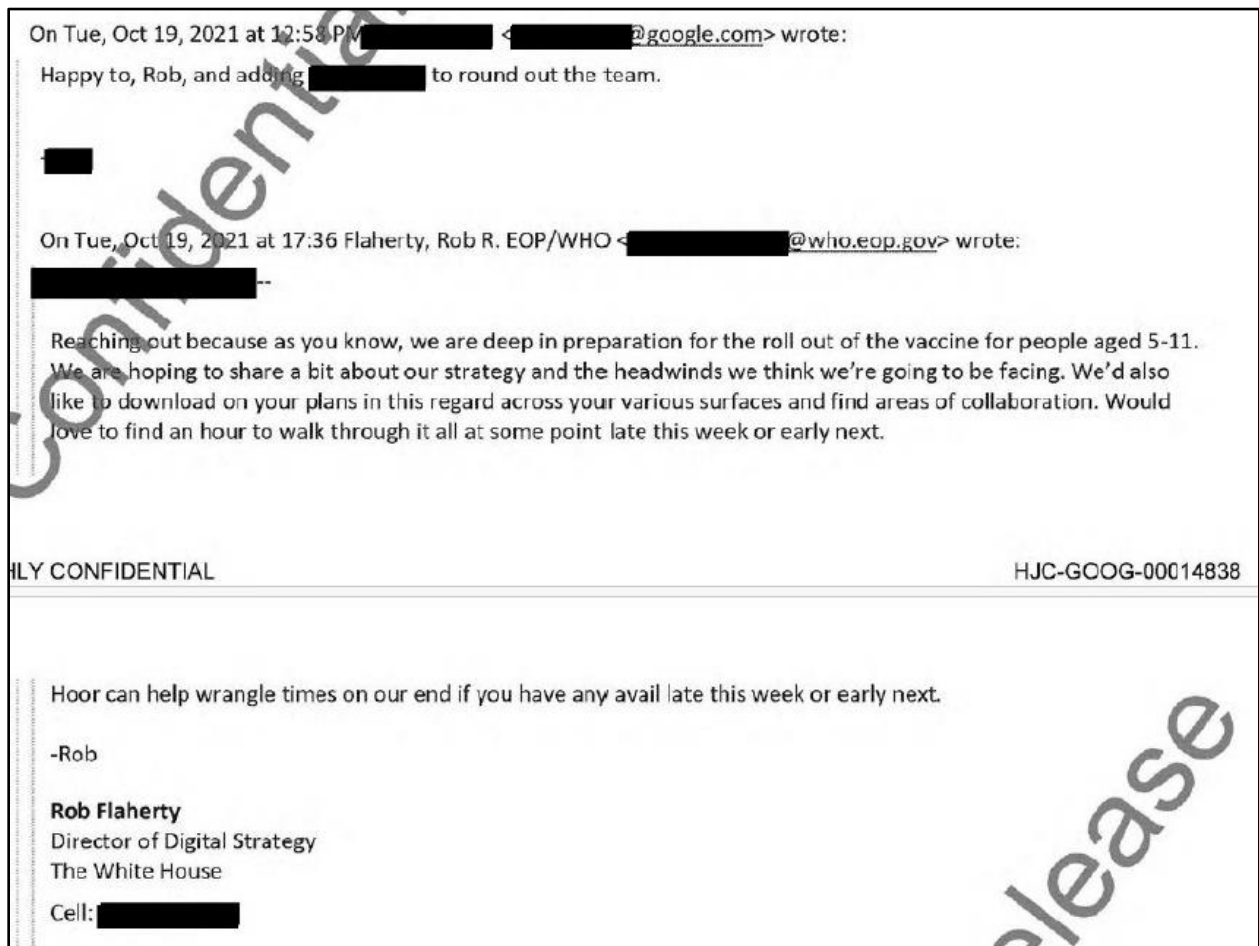 On Tue, Oct 19, 2021 at 12:58 PM < @google.com> wrote:
Happy to, Rob, and adding to round out the team.
-
On Tue, Oct 19, 2021 at 17:36 Flaherty, Rob R. EOP/WHO < @who.eop.gov> wrote:
--
Reaching out because as you know, we are deep in preparation for the roll out of the vaccine for people aged 5-11.
We are hoping to share a bit about our strategy and the headwinds we think we're going to be facing. We'd also
like to download on your plans in this regard across your various surfaces and find areas of collaboration. Would
love to find an hour to walk through it all at some point late this week or early next.
Confidential
HLY CONFIDENTIAL
HJC-GOOG-00014838
Hoor can help wrangle times on our end if you have any avail late this week or early next.
-Rob
Rob Flaherty
Director of Digital Strategy
The White House
Cell:
elease